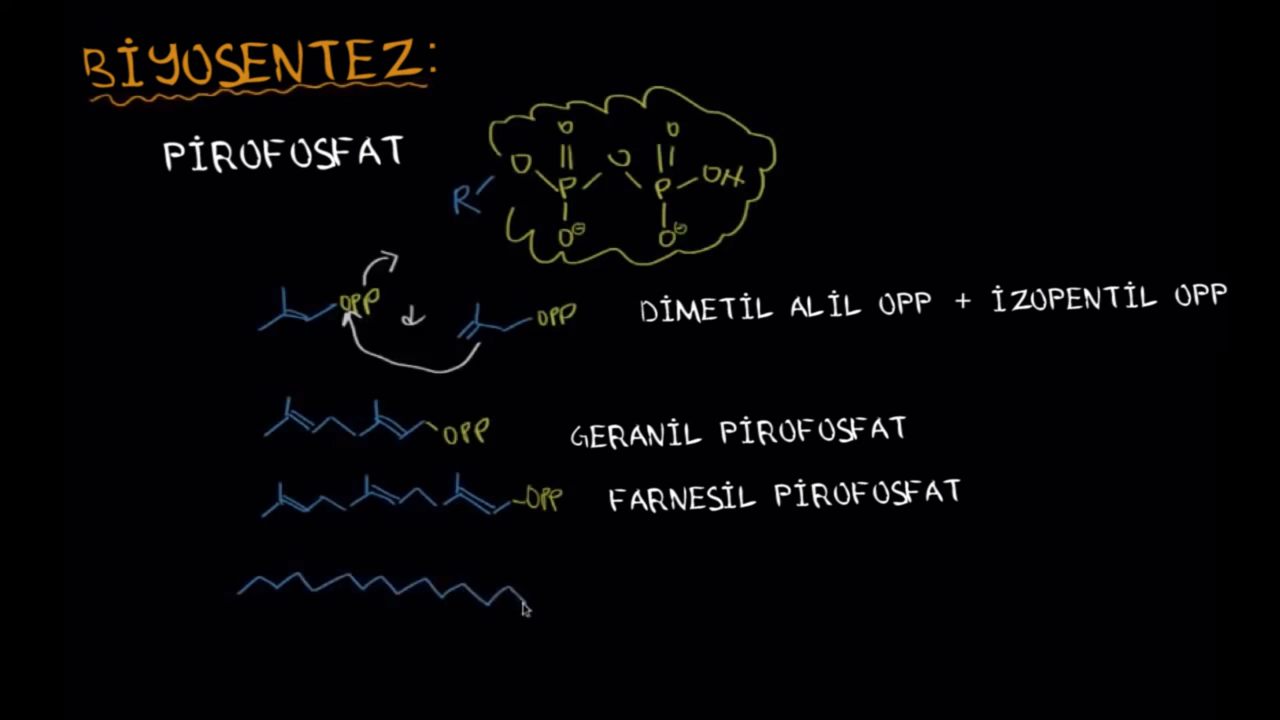 BİYOSENTEZ:
PİROFOSFAT
O O O O
R P P OH
O⊖ O⊖
OPP OPP DİMETİL ALİL OPP + İZOPENTİL OPP
OPP GERANİL PİROFOSFAT
OPP FARNESİL PİROFOSFAT